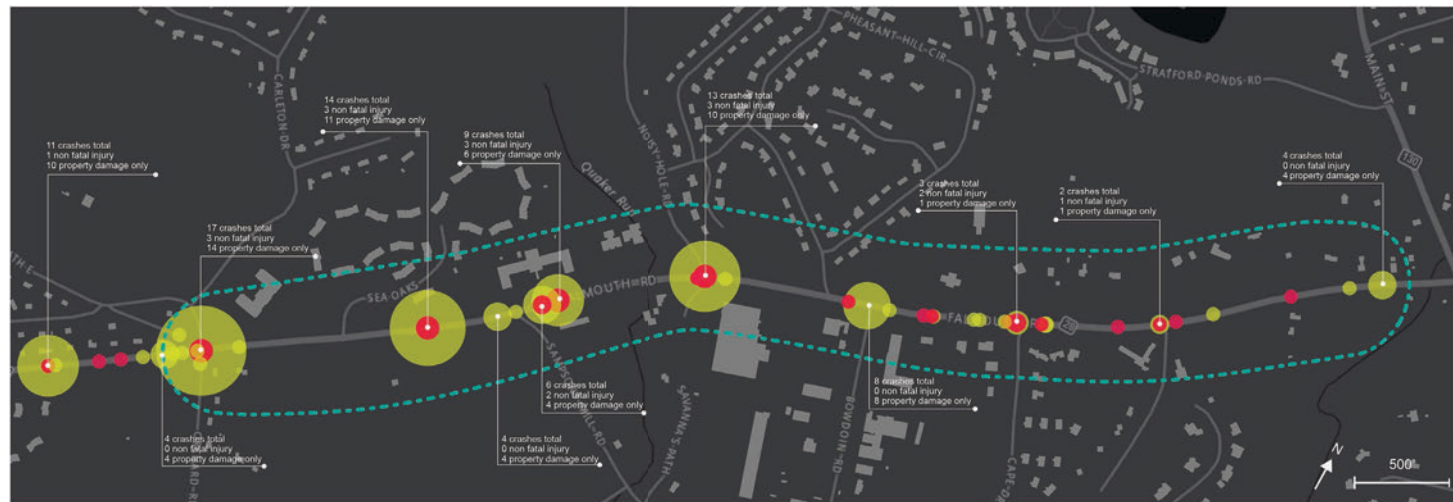 PHEASANT-HILL-CIR
STRATFORD PONDS-RD
MAIN-ST
130
CARLETON-DR
14 crashes total
3 non fatal injury
11 property damage only
13 crashes total
3 non fatal injury
10 property damage only
9 crashes total
3 non fatal injury
6 property damage only
11 crashes total
1 non fatal injury
10 property damage only
NOISY-HOLE-RD
Quaker Run
4 crashes total
0 non fatal injury
4 property damage only
3 crashes total
2 non fatal injury
1 property damage only
2 crashes total
1 non fatal injury
1 property damage only
17 crashes total
3 non fatal injury
14 property damage only
SEA-OAKS
28
6 crashes total
2 non fatal injury
4 property damage only
8 crashes total
0 non fatal injury
8 property damage only
4 crashes total
0 non fatal injury
4 property damage only
4 crashes total
0 non fatal injury
4 property damage only
SAVANNA'S-PATH
BOWDOIN-RD
N
500'